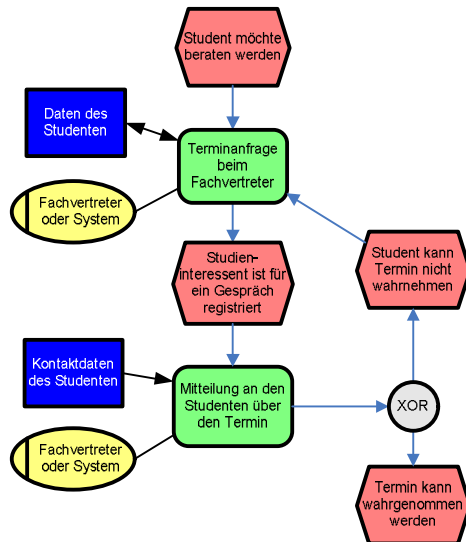 Student möchte
beraten werden
Daten des
Studenten
Terminanfrage
beim
Fachvertreter
Fachvertreter
oder System
Studien-
interessent ist für
ein Gespräch
registriert
Student kann
Termin nicht
wahrnehmen
Kontaktdaten
des Studenten
Mitteilung an den
Studenten über
den Termin
XOR
Fachvertreter
oder System
Termin kann
wahrgenommen
werden